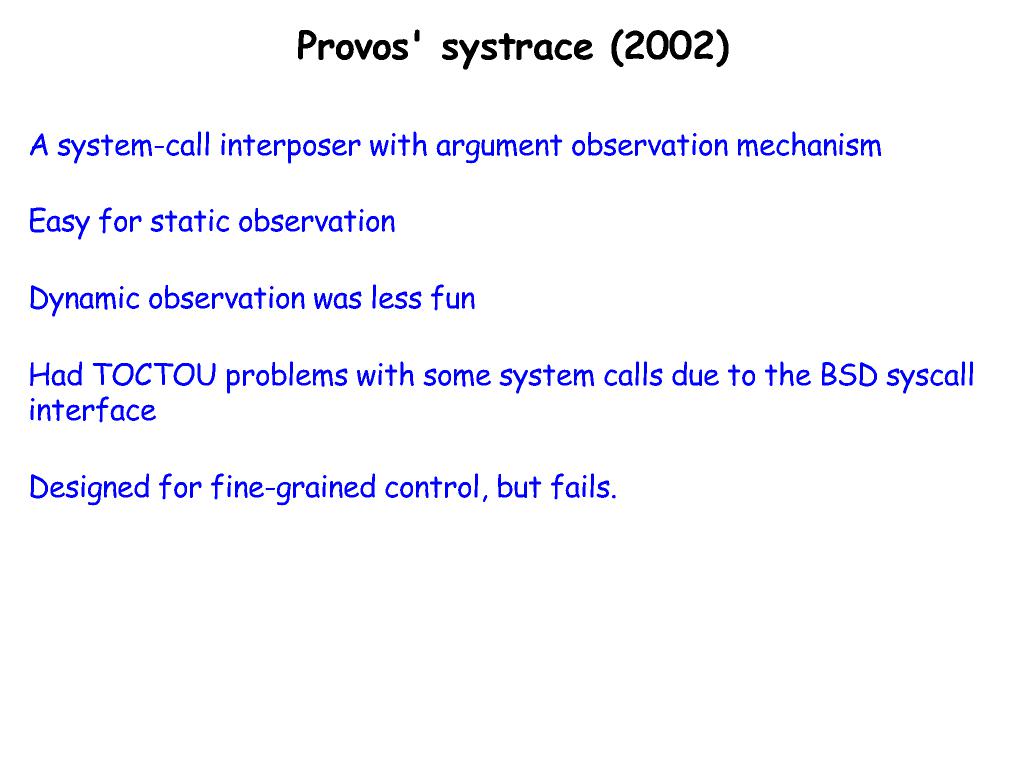 Provos' systrace (2002)
A system-call interposer with argument observation mechanism
Easy for static observation
Dynamic observation was less fun
Had TOCTOU problems with some system calls due to the BSD syscall
interface
Designed for fine-grained control, but fails.